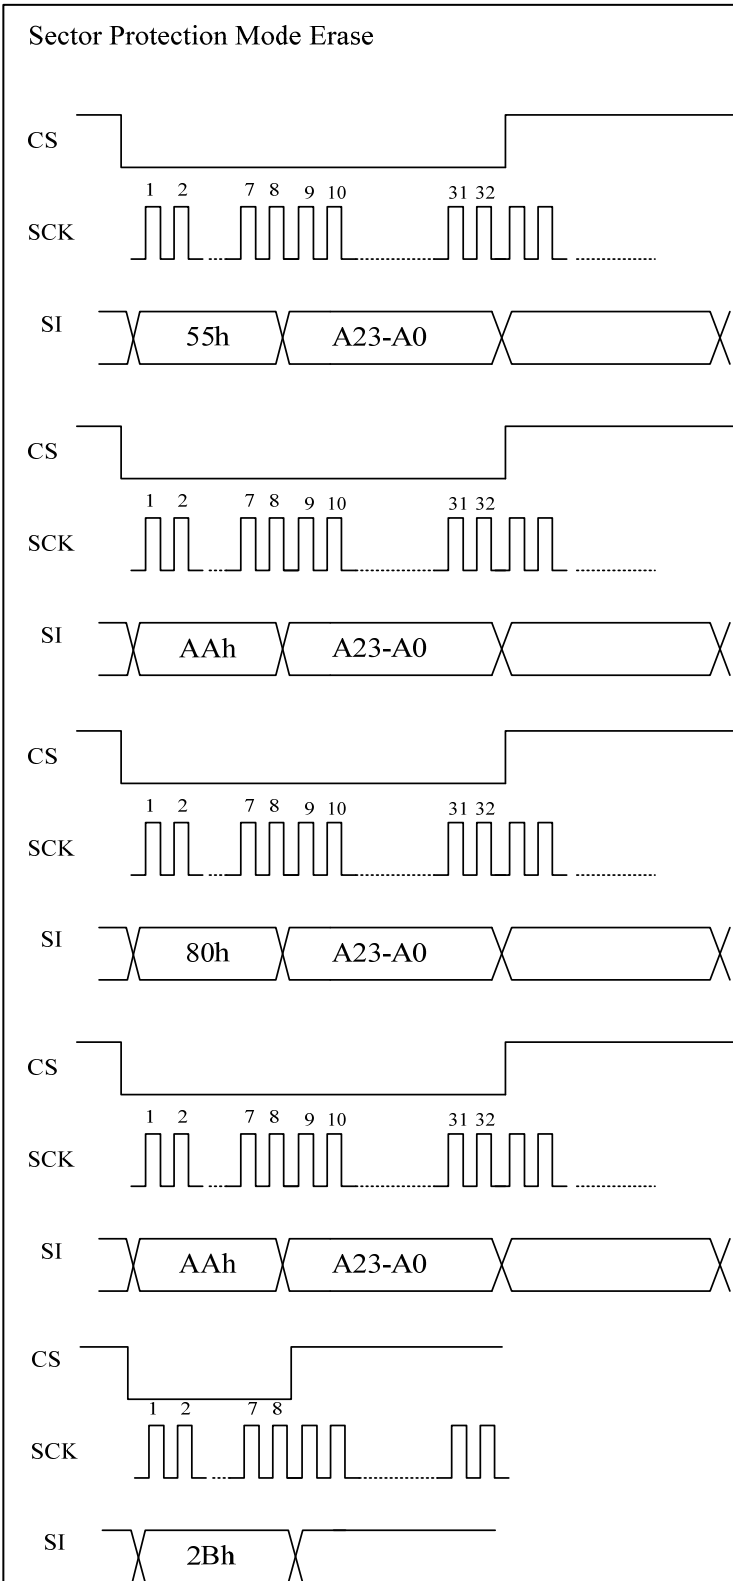 Sector Protection Mode Erase
CS
1 2 7 8 9 10 31 32
SCK
SI 55h A23-A0
CS
1 2 7 8 9 10 31 32
SCK
SI AAh A23-A0
CS
1 2 7 8 9 10 31 32
SCK
SI 80h A23-A0
CS
1 2 7 8 9 10 31 32
SCK
SI AAh A23-A0
CS
1 2 7 8
SCK
SI 2Bh